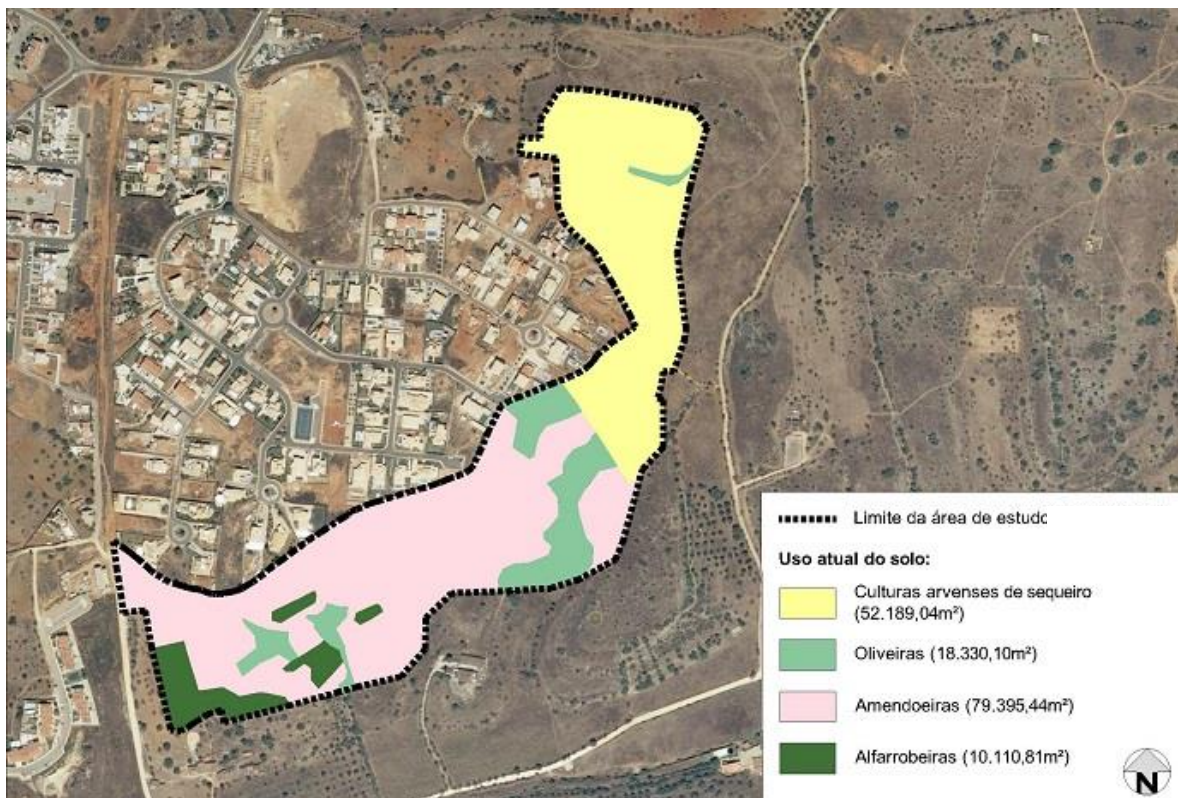 Limite da área de estudo
Uso atual do solo:
Culturas arvenses de sequeiro
(52.189,04m²)
Oliveiras (18.330,10m²)
Amendoeiras (79.395,44m²)
Alfarrobeiras (10.110,81m²)
N